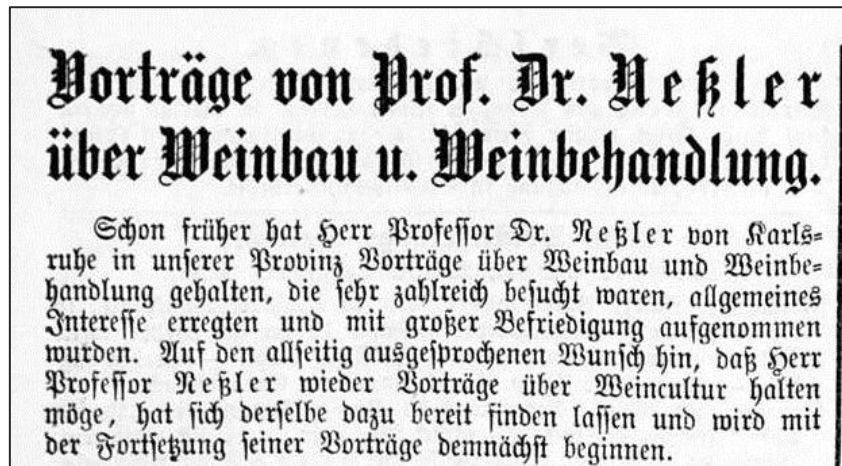 Vorträge von Prof. Dr. Neßler
über Weinbau u. Weinbehandlung.
Schon früher hat Herr Professor Dr. Neßler von Karls-
ruhe in unserer Provinz Vorträge über Weinbau und Weinbe-
handlung gehalten, die sehr zahlreich besucht waren, allgemeines
Interesse erregten und mit großer Befriedigung aufgenommen
wurden. Auf den allseitig ausgesprochenen Wunsch hin, daß Herr
Professor Neßler wieder Vorträge über Weincultur halten
möge, hat sich derselbe dazu bereit finden lassen und wird mit
der Fortsetzung seiner Vorträge demnächst beginnen.